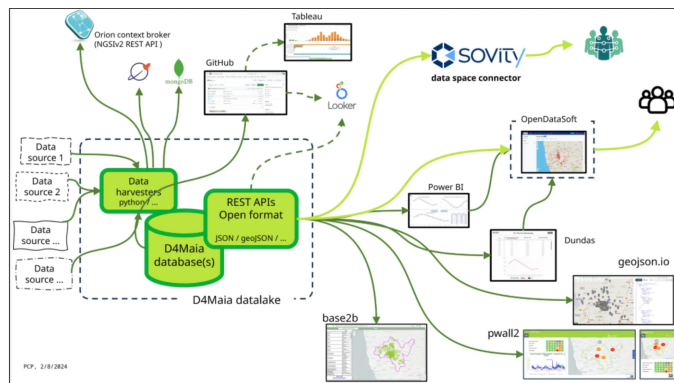 Orion context broker
(NGSIv2 REST API )
mongoDB
GitHub
Tableau
Looker
SOVITY
data space connector
OpenDataSoft
Data
source 1
Data
source 2
Data
source ...
Data
source ...
Data
harvesters
python / ...
REST APIs
Open format
JSON / geoJSON / ...
D4Maia
database(s)
D4Maia datalake
Power BI
Dundas
geojson.io
base2b
pwall2
PCP, 2/8/2024